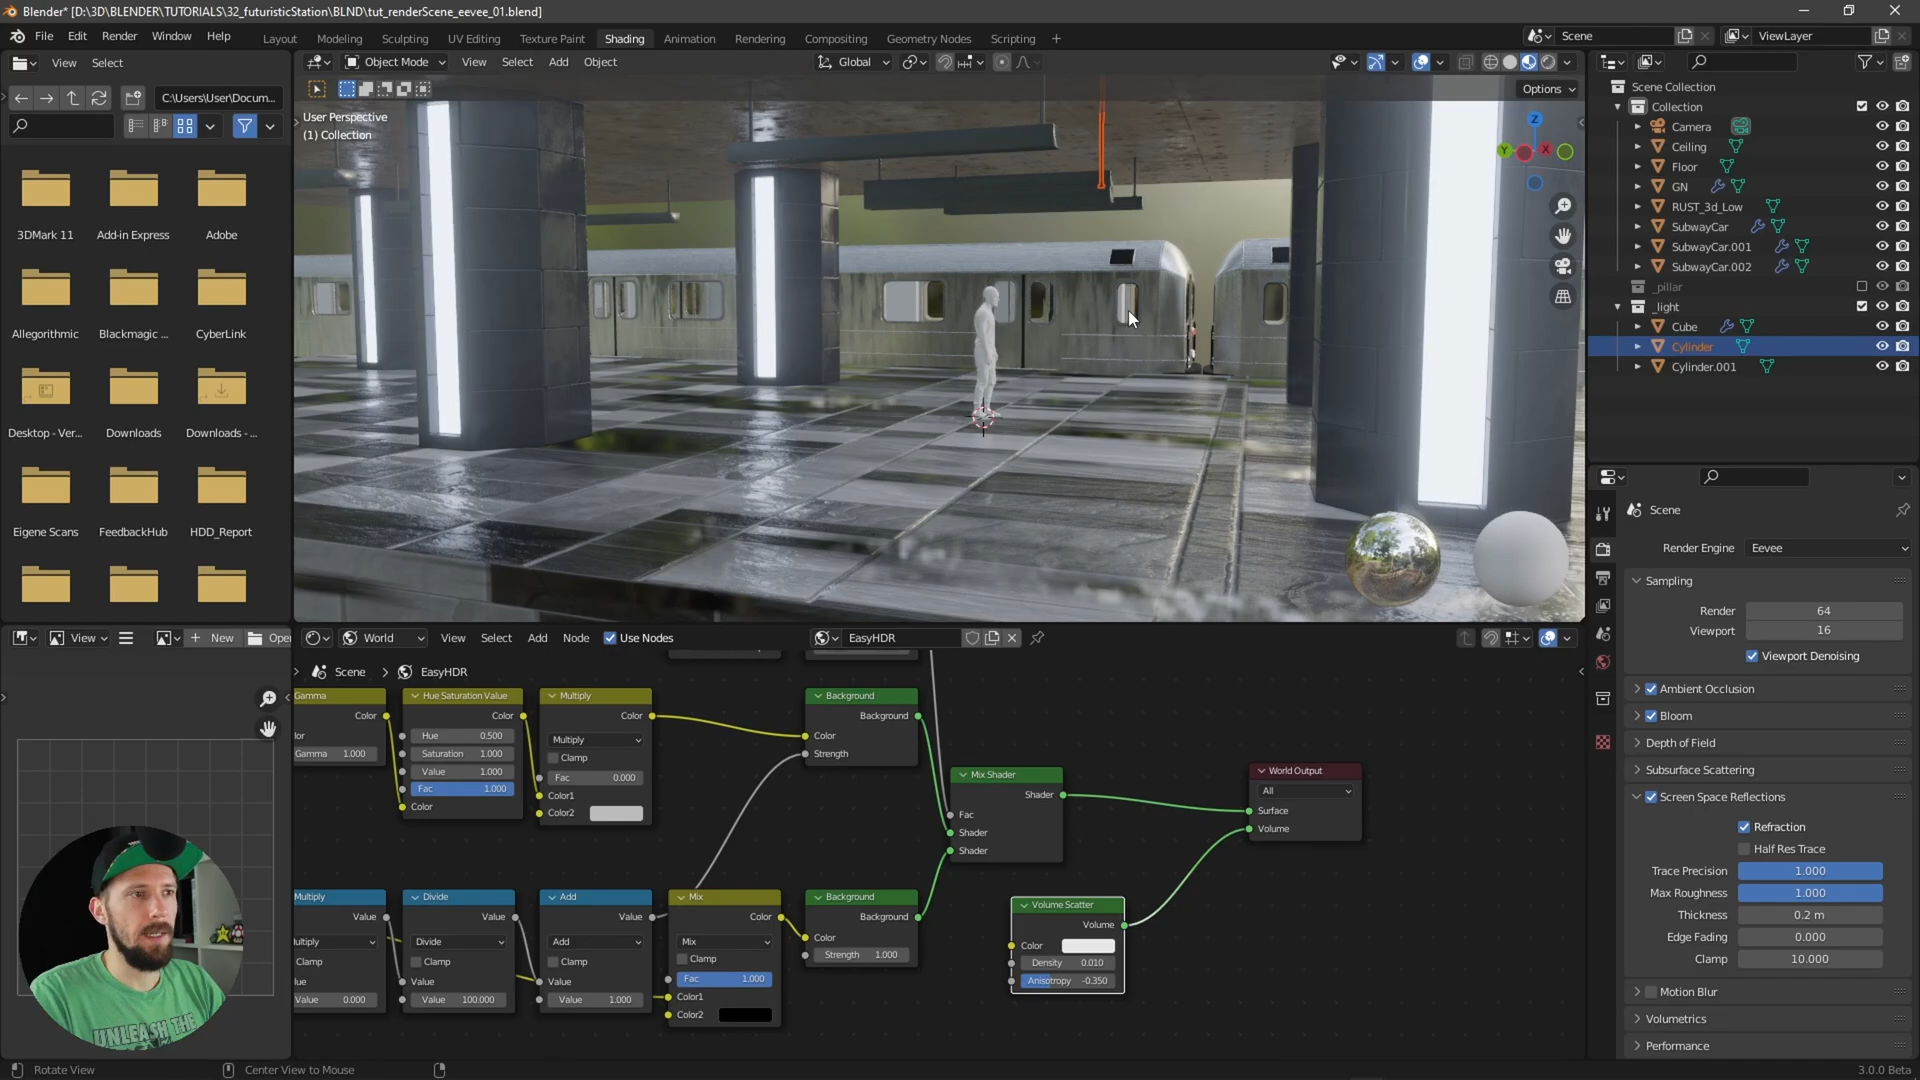 Blender* [D:\3D\BLENDER\TUTORIALS\32_futuristicStation\BLND\tut_renderScene_eevee_01.blend]
File Edit Render Window Help
Layout Modeling Sculpting UV Editing Texture Paint Shading Animation Rendering Compositing Geometry Nodes Scripting +
Scene
ViewLayer
View Select
C:\Users\User\Docum...
3DMark 11 Add-in Express Adobe
Allegorithmic Blackmagic ... CyberLink
Desktop - Ver... Downloads Downloads - ...
Eigene Scans FeedbackHub HDD_Report
Object Mode View Select Add Object
Global
Options
User Perspective
(1) Collection
Z
Y
X
Scene Collection
Collection
Camera
Ceiling
Floor
GN
RUST_3d_Low
SubwayCar
SubwayCar.001
SubwayCar.002
_pillar
_light
Cube
Cylinder
Cylinder.001
Scene
Render Engine Eevee
Sampling
Render 64
Viewport 16
Viewport Denoising
Ambient Occlusion
Bloom
Depth of Field
Subsurface Scattering
Screen Space Reflections
Refraction
Half Res Trace
Trace Precision 1.000
Max Roughness 1.000
Thickness 0.2 m
Edge Fading 0.000
Clamp 10.000
Motion Blur
Volumetrics
Performance
View
New
Open
World View Select Add Node Use Nodes
EasyHDR
Scene > EasyHDR
Gamma
Color
lor
Gamma 1.000
Hue Saturation Value
Color
Hue 0.500
Saturation 1.000
Value 1.000
Fac 1.000
Color
Multiply
Color
Multiply
Clamp
Fac 0.000
Color1
Color2
Background
Background
Color
Strength
Mix Shader
Shader
Fac
Shader
Shader
World Output
All
Surface
Volume
Multiply
Value
ultiply
Clamp
lue
Value 0.000
Divide
Value
Divide
Clamp
Value
Value 100.000
Add
Value
Add
Clamp
Value
Value 1.000
Mix
Color
Mix
Clamp
Fac 1.000
Color1
Color2
Background
Background
Color
Strength 1.000
Volume Scatter
Volume
Color
Density 0.010
Anisotropy -0.350
UNLEASH THE
Rotate View
Center View to Mouse
3.0.0 Beta